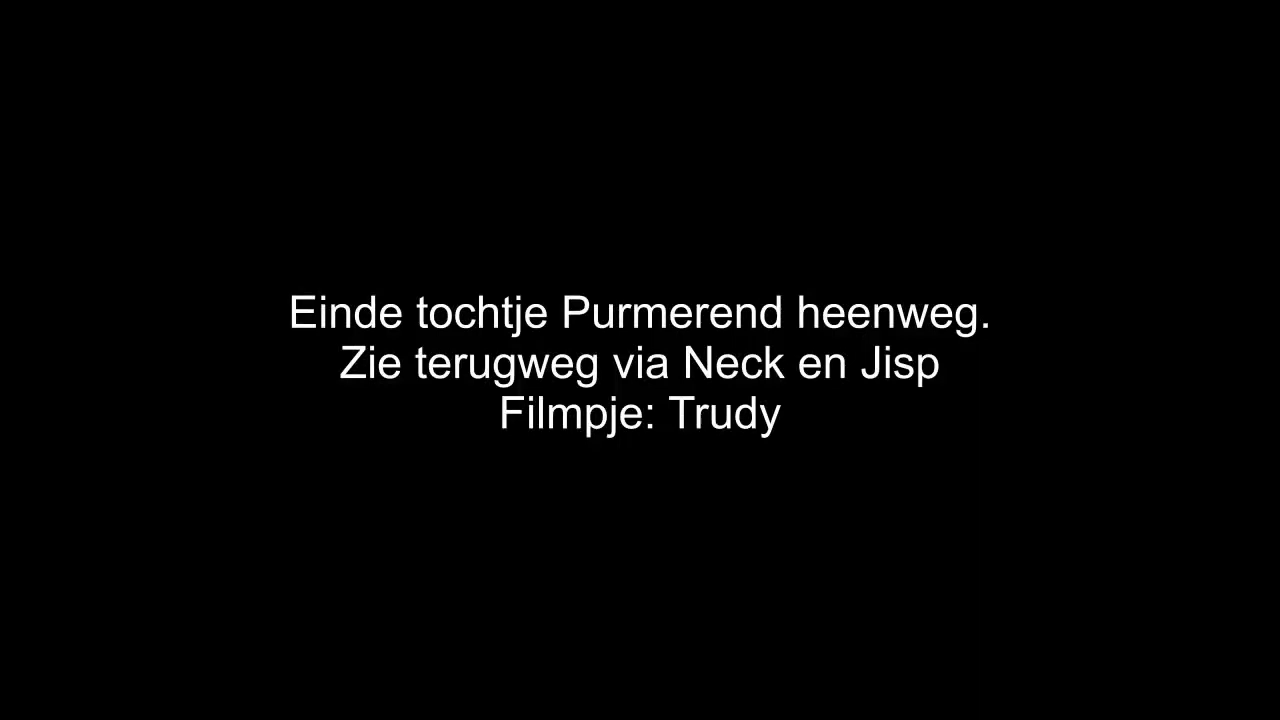 Einde tochtje Purmerend heenweg.
Zie terugweg via Neck en Jisp
Filmpje: Trudy